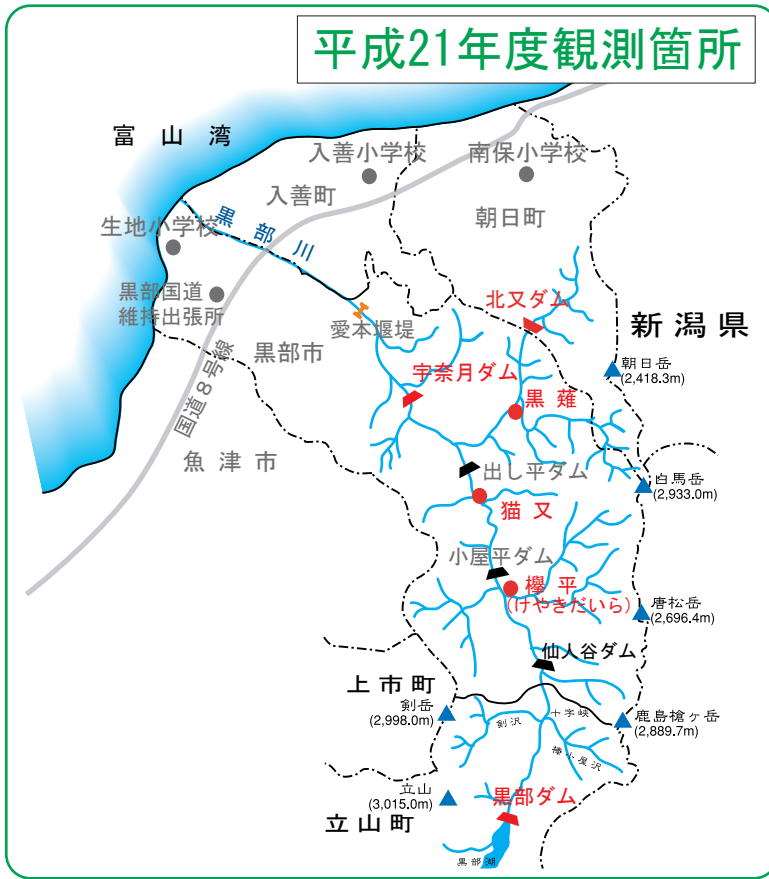 平成21年度観測箇所
富山湾
入善小学校
南保小学校
入善町
朝日町
生地小学校
黒部川
黒部国道
維持出張所
愛本堰堤
北又ダム
新潟県
黒部市
国道8号線
宇奈月ダム
朝日岳
(2,418.3m)
黒薙
魚津市
出し平ダム
白馬岳
(2,933.0m)
猫又
小屋平ダム
欅平
(けやきだいら)
唐松岳
(2,696.4m)
仙人谷ダム
上市町
剣岳
(2,998.0m)
剣沢
十字峡
鹿島槍ヶ岳
(2,889.7m)
棒小屋沢
立山
(3,015.0m)
黒部ダム
立山町
黒部湖